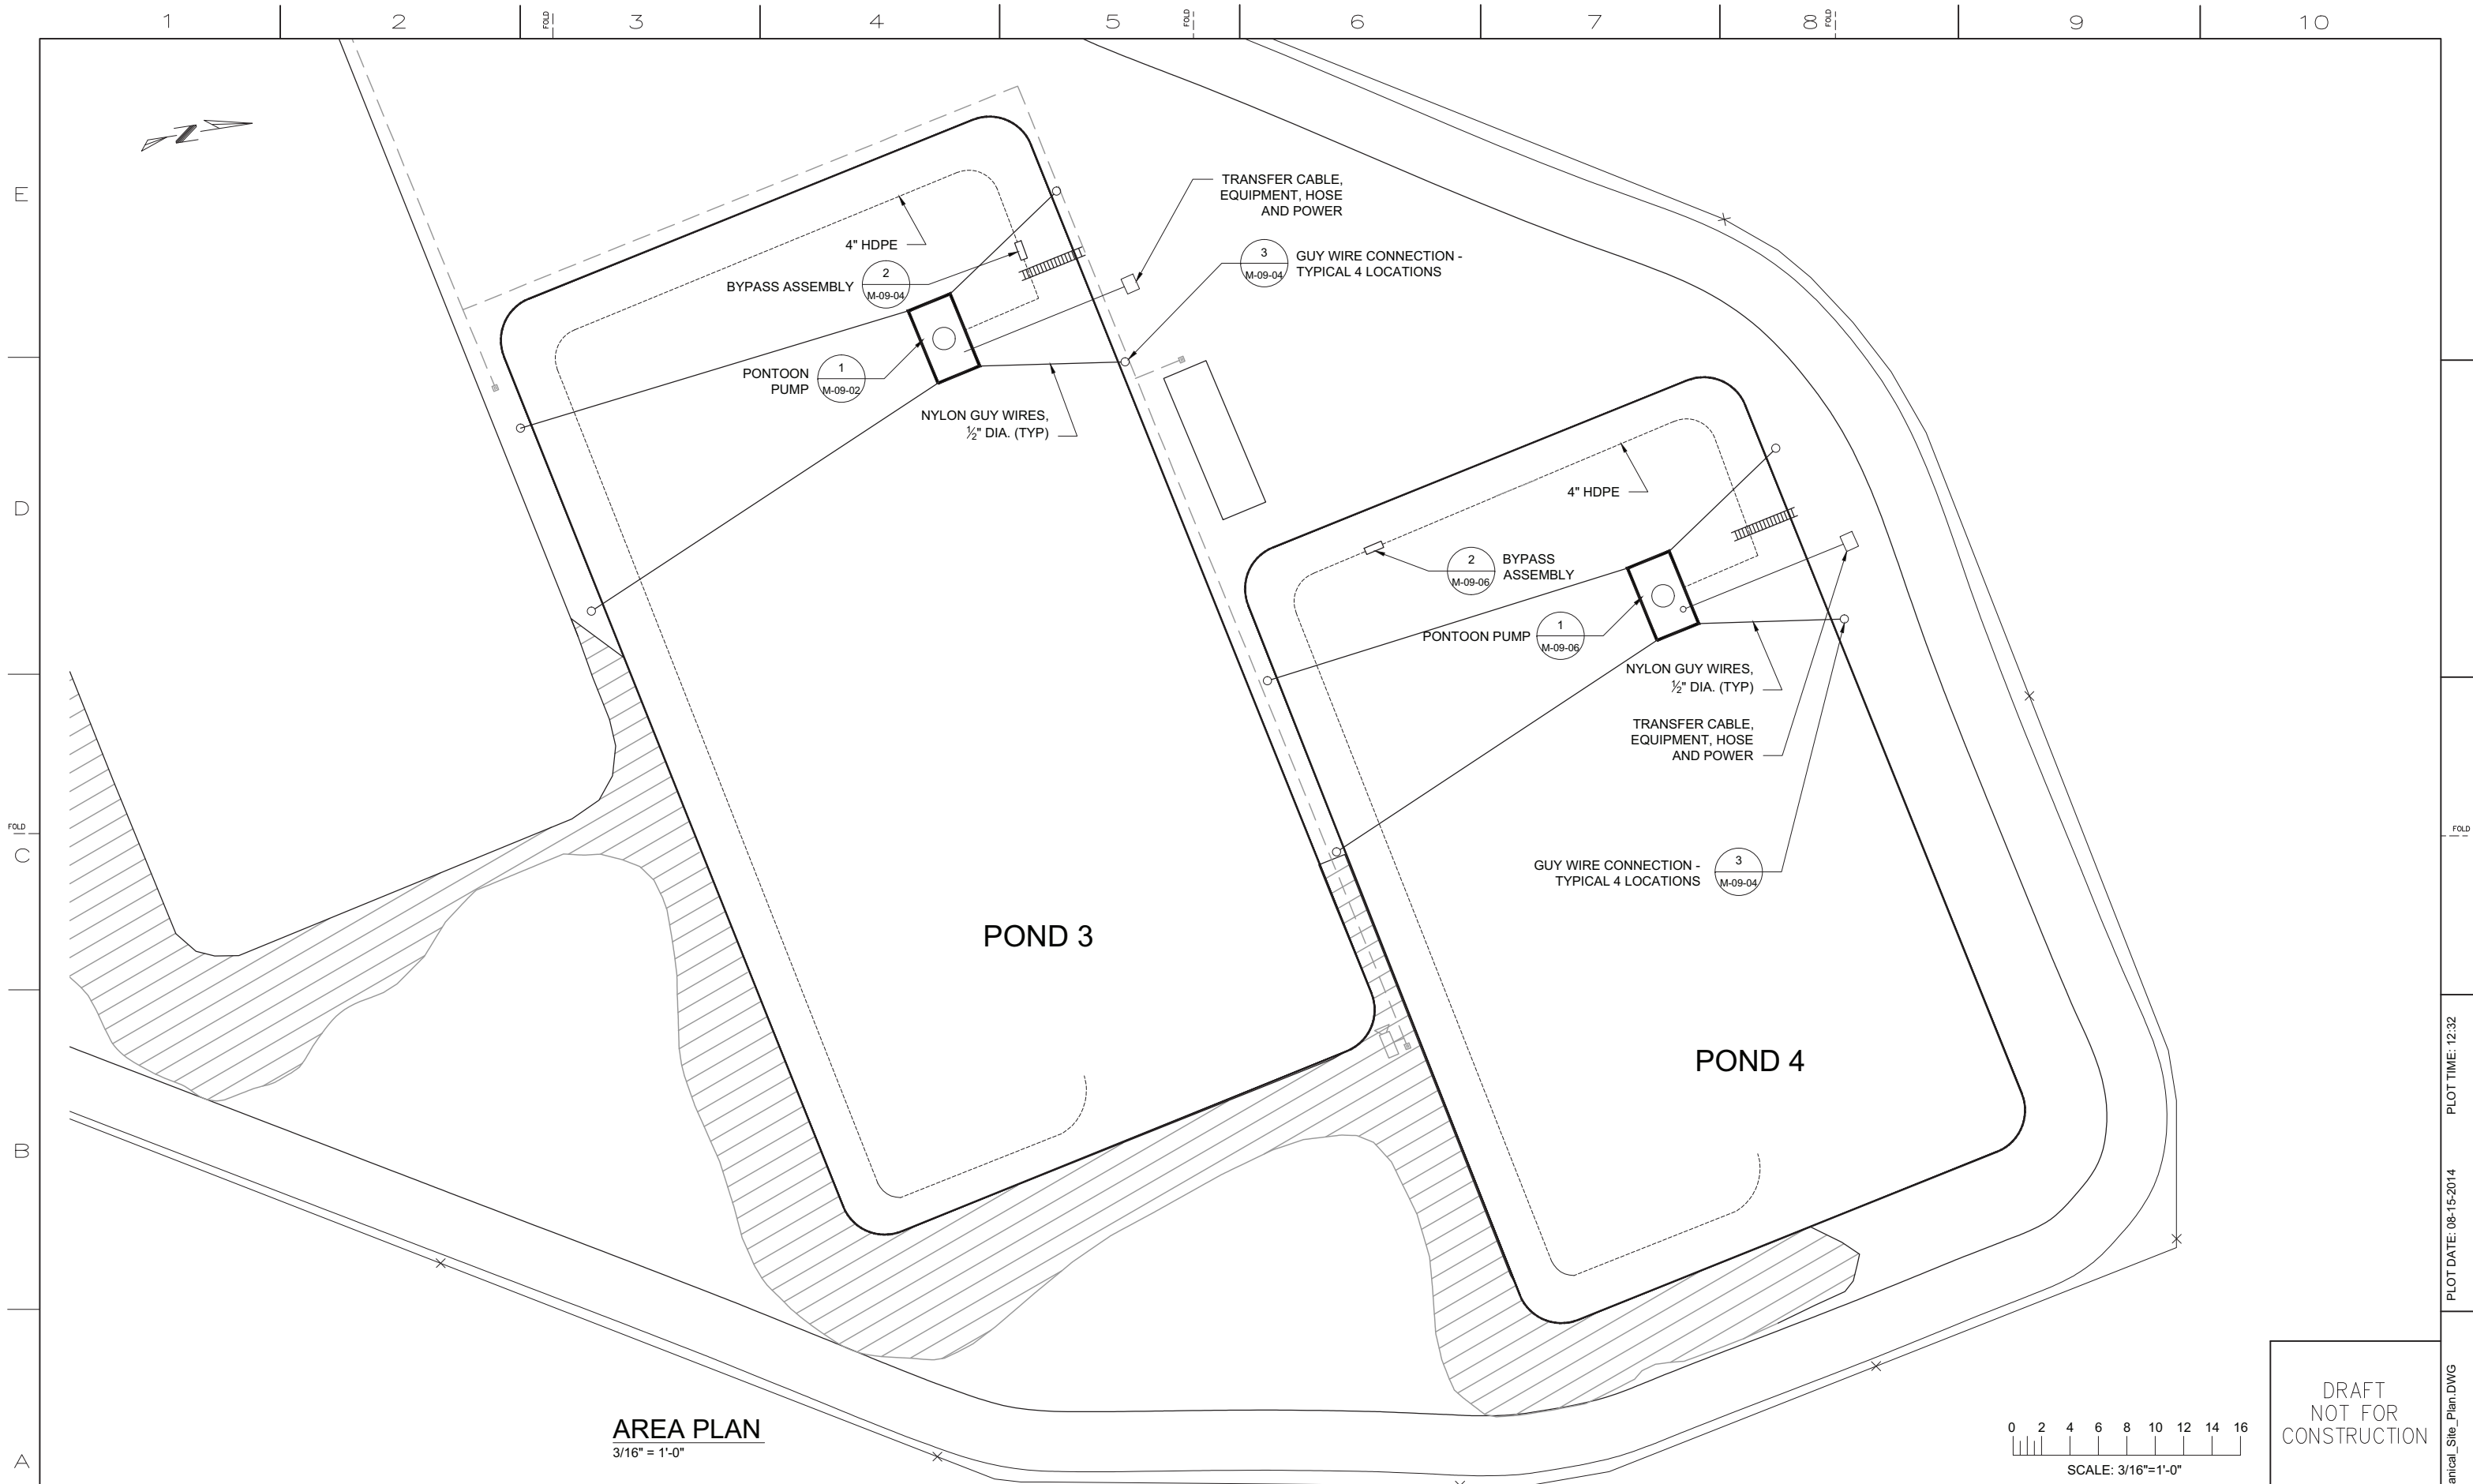 1 2 FOLD 3 4 5 FOLD 6 7 8 FOLD 9 10
E
D
FOLD
C
B
A
N
TRANSFER CABLE,
EQUIPMENT, HOSE
AND POWER
4" HDPE
2
M-09-04
BYPASS ASSEMBLY
3
M-09-04
GUY WIRE CONNECTION -
TYPICAL 4 LOCATIONS
PONTOON
PUMP
1
M-09-02
NYLON GUY WIRES,
½" DIA. (TYP)
4" HDPE
2
M-09-06
BYPASS
ASSEMBLY
PONTOON PUMP
1
M-09-06
NYLON GUY WIRES,
½" DIA. (TYP)
TRANSFER CABLE,
EQUIPMENT, HOSE
AND POWER
GUY WIRE CONNECTION -
TYPICAL 4 LOCATIONS
3
M-09-04
POND 3
POND 4
AREA PLAN
3/16" = 1'-0"
0 2 4 6 8 10 12 14 16
SCALE: 3/16"=1'-0"
DRAFT
NOT FOR
CONSTRUCTION
FOLD
PLOT TIME: 12:32
PLOT DATE: 08-15-2014
anical_Site_Plan.DWG